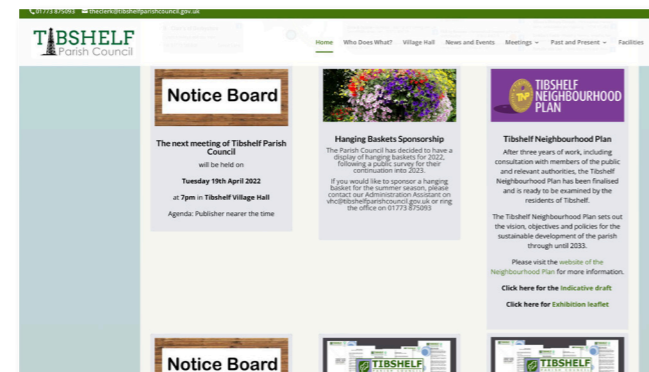 01773 875093 theclerk@tibshelfparishcouncil.gov.uk
TIBSHELF
Parish Council
Home Who Does What? Village Hall News and Events Meetings Past and Present Facilities
Notice Board
The next meeting of Tibshelf Parish
Council
will be held on
Tuesday 19th April 2022
at 7pm in Tibshelf Village Hall
Agenda: Publisher nearer the time
Hanging Baskets Sponsorship
The Parish Council has decided to have a
display of hanging baskets for 2022,
following a public survey for their
continuation into 2023.
If you would like to sponsor a hanging
basket for the summer season, please
contact our Administration Assistant on
vhc@tibshelfparishcouncil.gov.uk or ring
the office on 01773 875093
TIBSHELF
NEIGHBOURHOOD
PLAN
Tibshelf Neighbourhood Plan
After three years of work, including
consultation with members of the public
and relevant authorities, the Tibshelf
Neighbourhood Plan has been finalised
and is ready to be examined by the
residents of Tibshelf.
The Tibshelf Neighbourhood Plan sets out
the vision, objectives and policies for the
sustainable development of the parish
through until 2033.
Please visit the website of the
Neighbourhood Plan for more information.
Click here for the Indicative draft
Click here for Exhibition leaflet
Notice Board
TIBSHELF
TIBSHELF